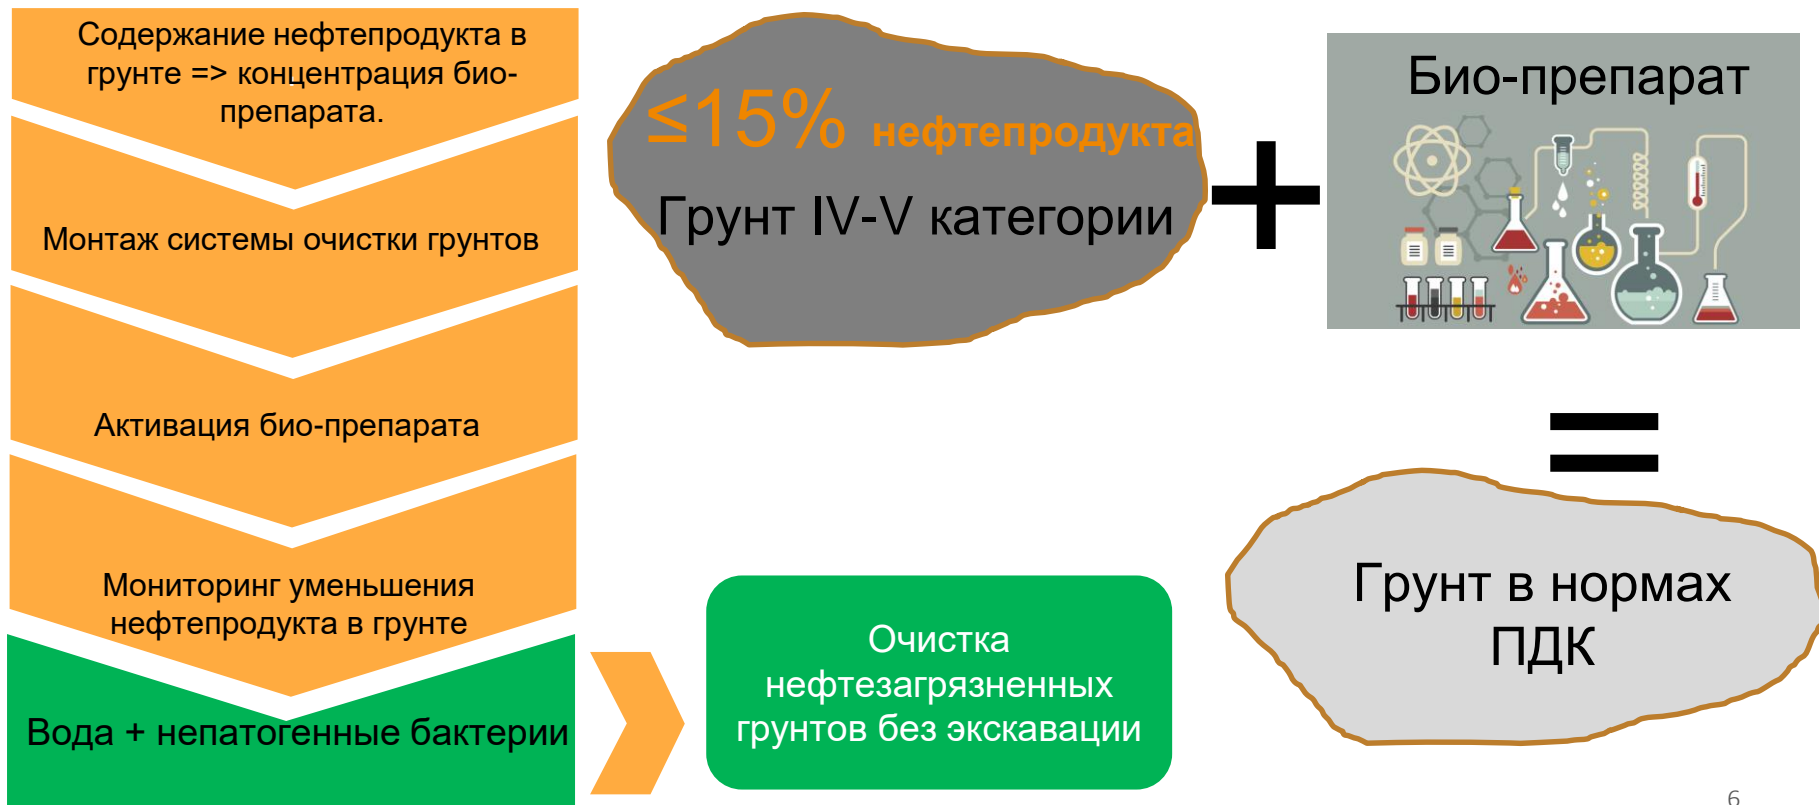 Содержание нефтепродукта в
грунте => концентрация био-
препарата.
Монтаж системы очистки грунтов
Активация био-препарата
Мониторинг уменьшения
нефтепродукта в грунте
Вода + непатогенные бактерии
≤15% нефтепродукта
Грунт IV-V категории
+
Био-препарат
=
Грунт в нормах
ПДК
Очистка
нефтезагрязненных
грунтов без экскавации
6